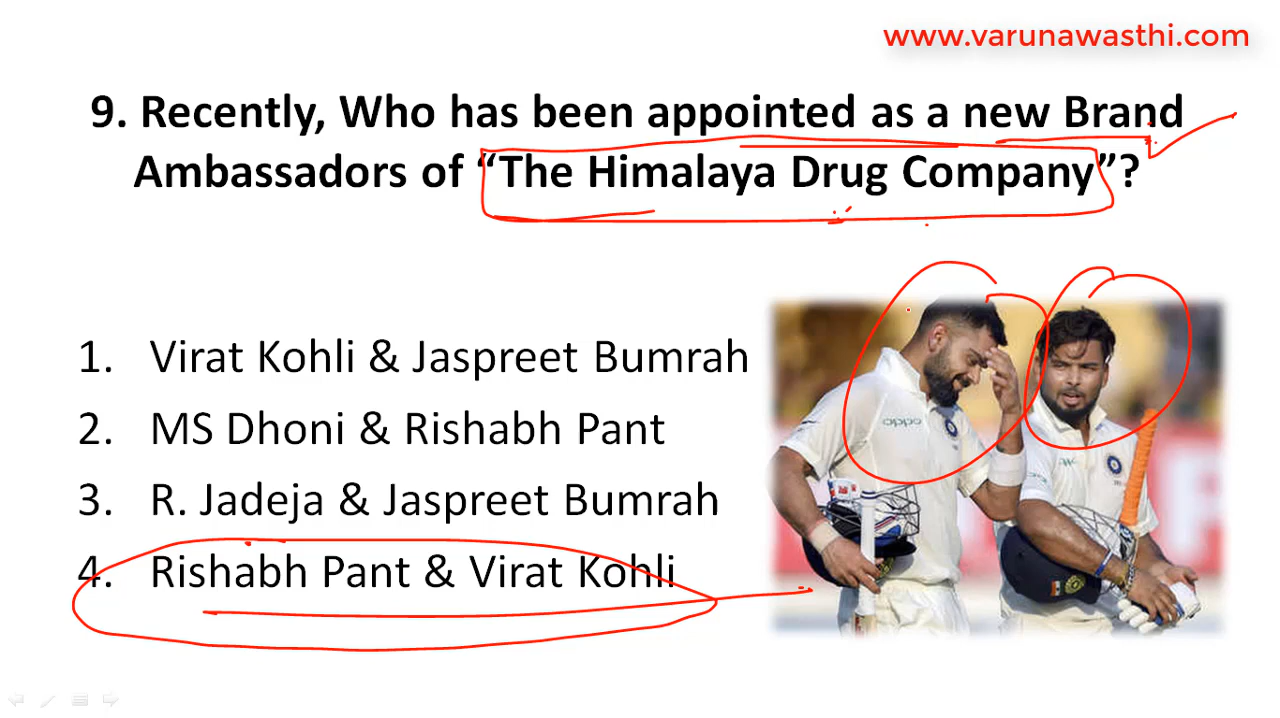 www.varunawasthi.com
9. Recently, Who has been appointed as a new Brand
Ambassadors of “The Himalaya Drug Company”?
1. Virat Kohli & Jaspreet Bumrah
2. MS Dhoni & Rishabh Pant
3. R. Jadeja & Jaspreet Bumrah
4. Rishabh Pant & Virat Kohli
oppo